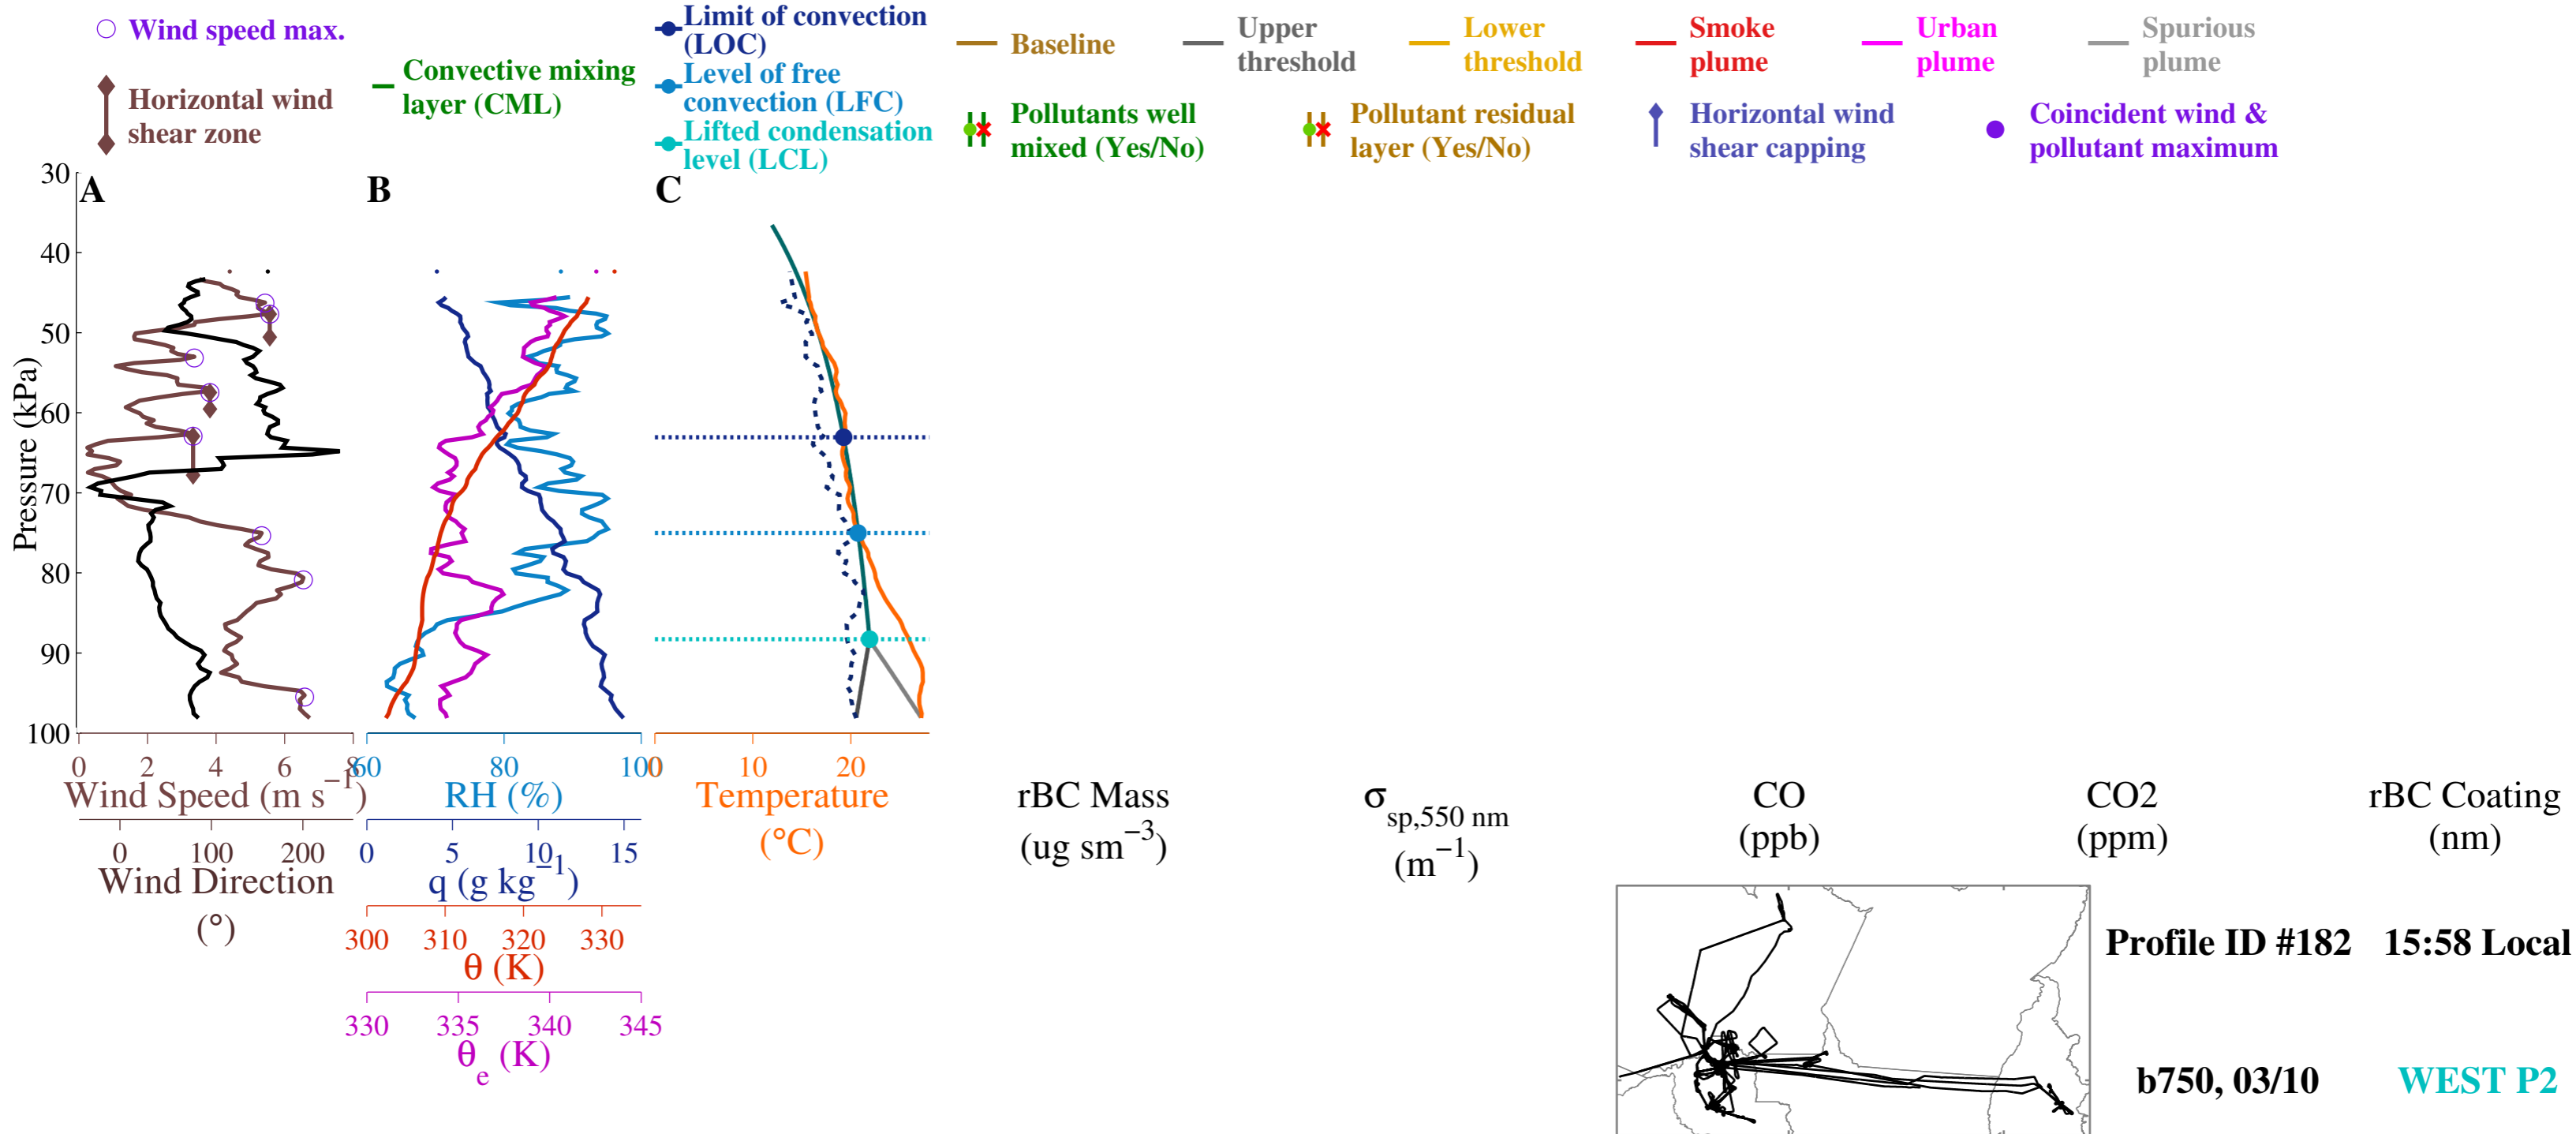 Wind speed max.
Horizontal wind
shear zone
Convective mixing
layer (CML)
Limit of convection
(LOC)
Level of free
convection (LFC)
Lifted condensation
level (LCL)
Baseline
Upper
threshold
Lower
threshold
Smoke
plume
Urban
plume
Spurious
plume
Pollutants well
mixed (Yes/No)
Pollutant residual
layer (Yes/No)
Horizontal wind
shear capping
Coincident wind &
pollutant maximum
A
B
C
Pressure (kPa)
30
40
50
60
70
80
90
100
0 2 4 6 8
Wind Speed (m s−1)
0 100 200
Wind Direction
(°)
60 80 100
RH (%)
0 5 10 15
q (g kg−1)
300 310 320 330
θ (K)
330 335 340 345
θe (K)
0 10 20
Temperature
(°C)
rBC Mass
(ug sm−3)
σsp,550 nm
(m−1)
CO
(ppb)
CO2
(ppm)
rBC Coating
(nm)
Profile ID #182 15:58 Local
b750, 03/10 WEST P2